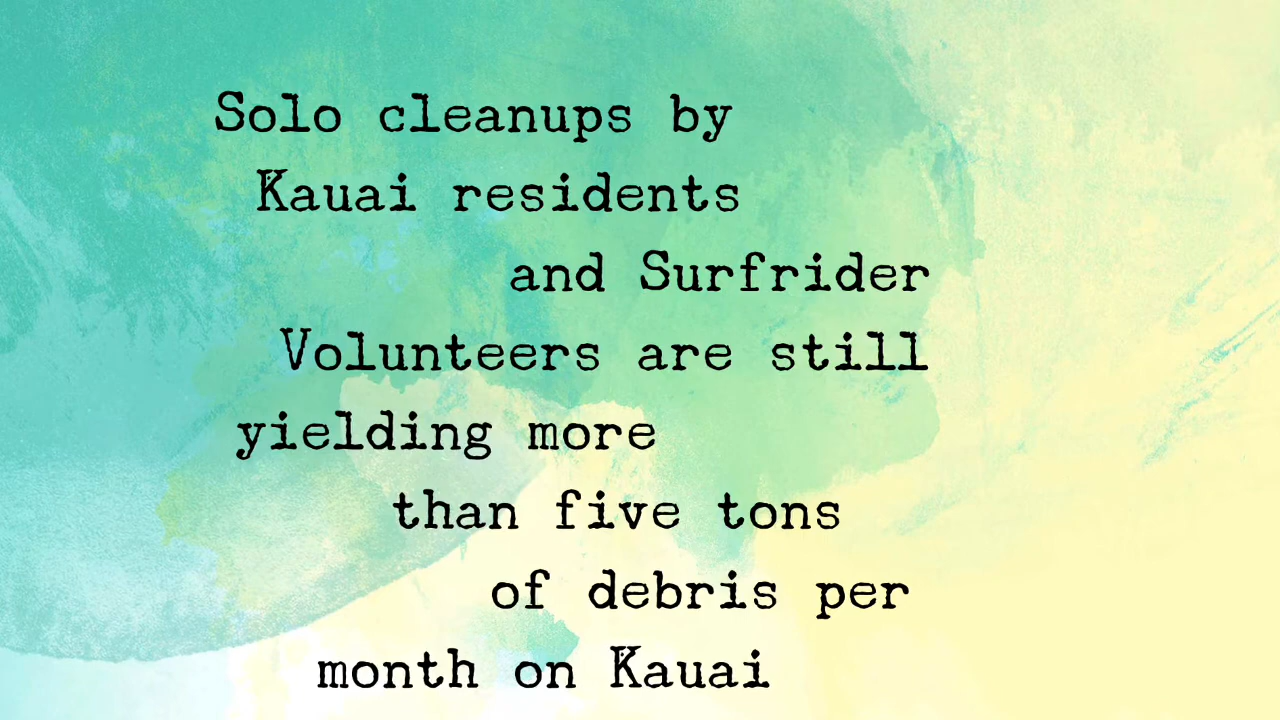 Solo cleanups by
Kauai residents
and Surfrider
Volunteers are still
yielding more
than five tons
of debris per
month on Kauai